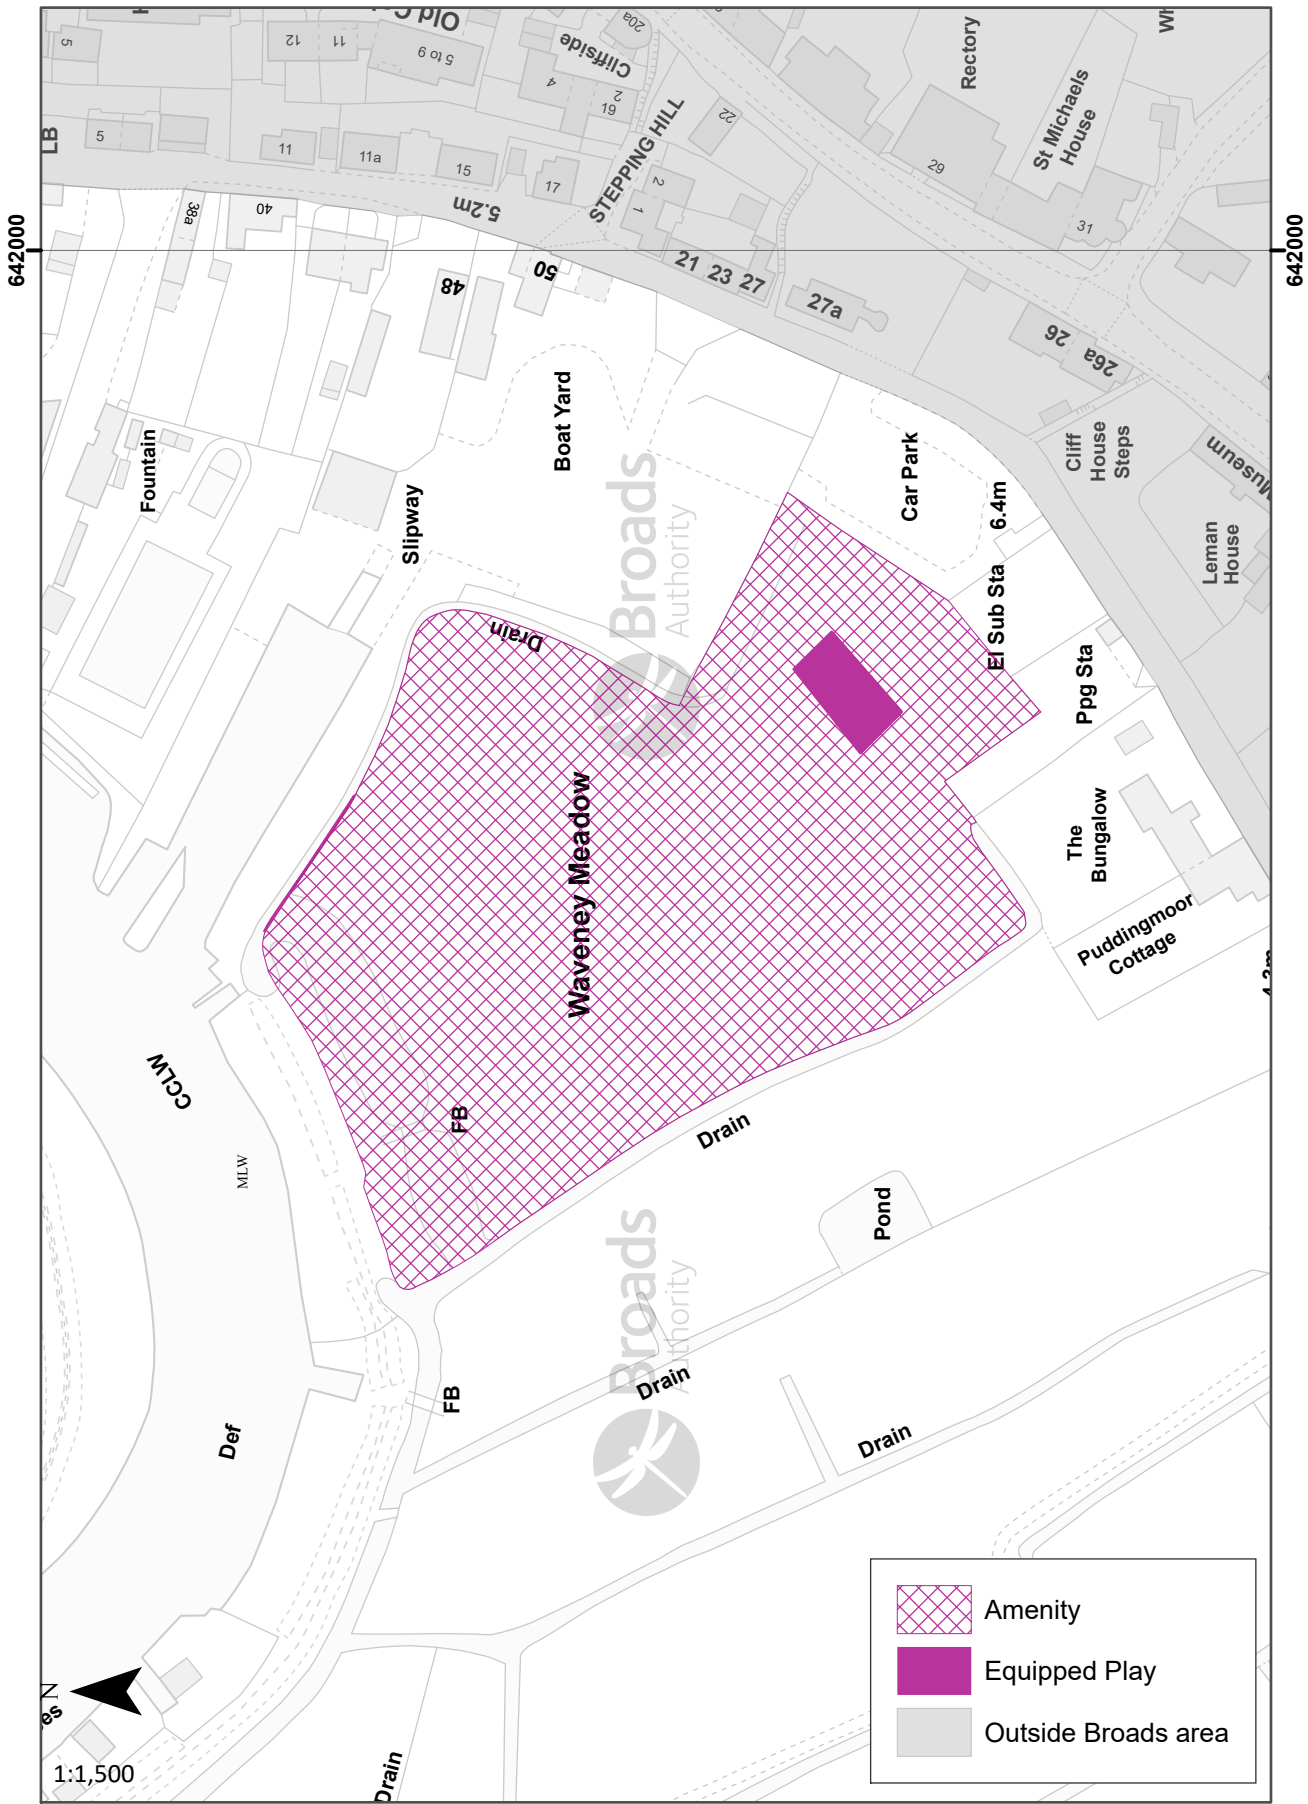 H
Old Co
5
12
11
5 to 9
20a
Cliffside
4
2
19
22
Rectory
Wh
St Michaels
House
LB
5
11
11a
15
17
STEPPING HILL
2
1
29
31
38a
40
5.2m
642000
642000
48
50
21
23
27
27a
26
26a
Boat Yard
Fountain
Slipway
Car Park
6.4m
Cliff
House
Steps
Museum
Leman
House
Broads
Authority
Drain
El Sub Sta
Ppg Sta
Waveney Meadow
The
Bungalow
Puddingmoor
Cottage
CCLW
MLW
FB
Drain
Pond
Broads
Authority
Drain
FB
Def
Drain
N
es
1:1,500
Drain
Amenity
Equipped Play
Outside Broads area